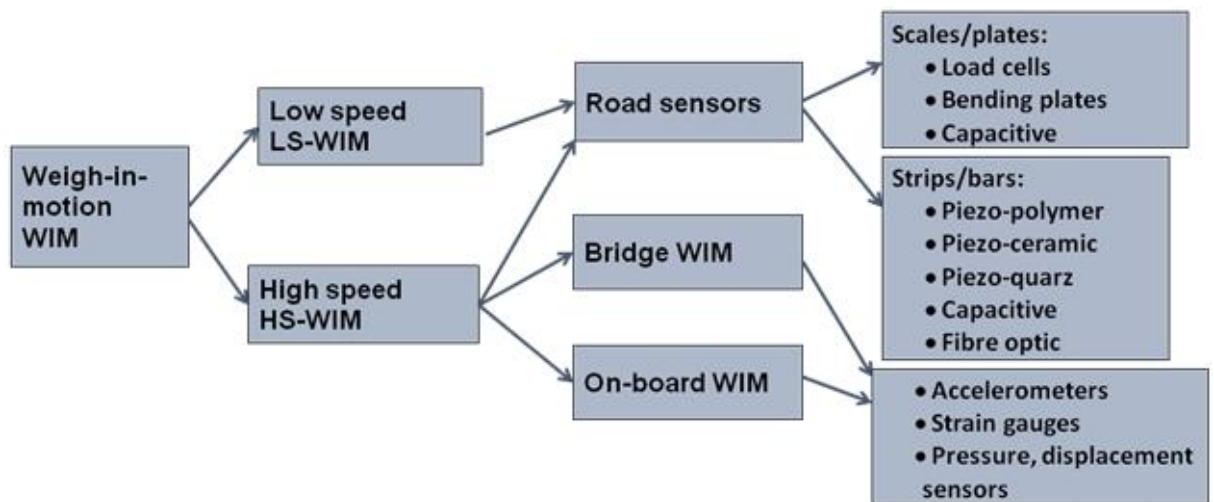 Weigh-in-
motion
WIM
Low speed
LS-WIM
High speed
HS-WIM
Road sensors
Bridge WIM
On-board WIM
Scales/plates:
• Load cells
• Bending plates
• Capacitive
Strips/bars:
• Piezo-polymer
• Piezo-ceramic
• Piezo-quarz
• Capacitive
• Fibre optic
• Accelerometers
• Strain gauges
• Pressure, displacement
sensors